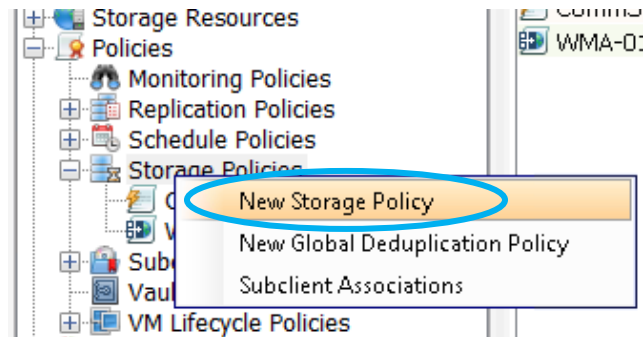 Storage Resources
Policies
Monitoring Policies
Replication Policies
Schedule Policies
Storage Policies
New Storage Policy
New Global Deduplication Policy
Subclient Associations
VM Lifecycle Policies
WMA-01